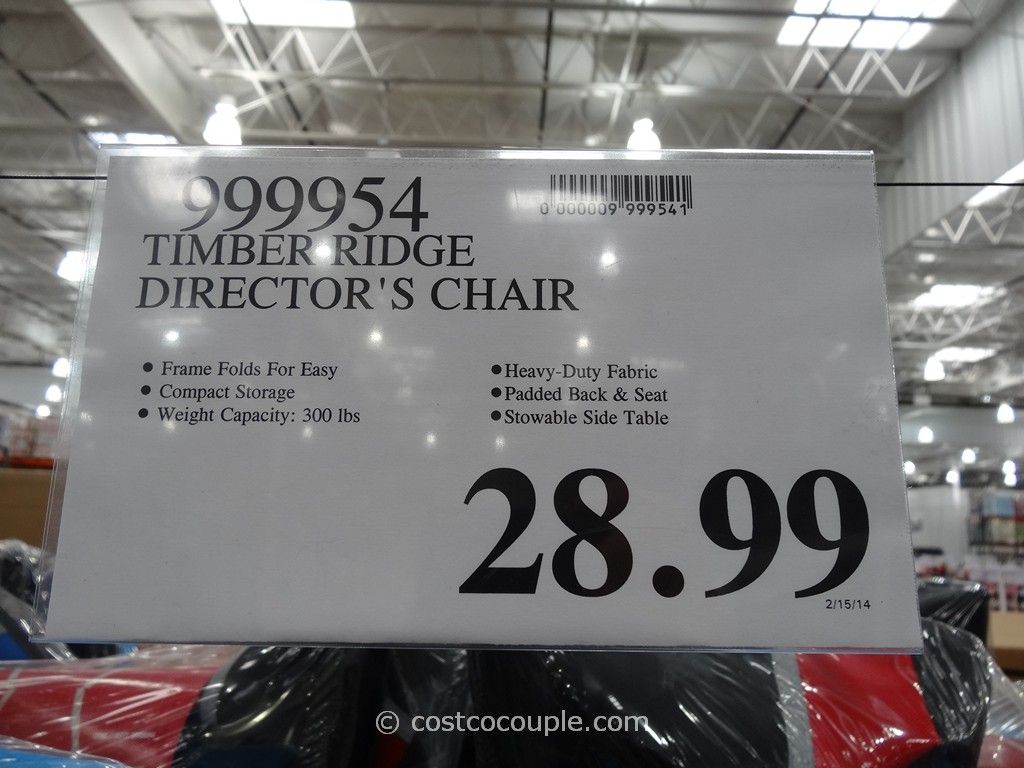 999954
0 000009 999541
TIMBER RIDGE
DIRECTOR'S CHAIR
• Frame Folds For Easy
• Compact Storage
• Weight Capacity: 300 lbs
• Heavy-Duty Fabric
• Padded Back & Seat
• Stowable Side Table
28.99
2/15/14
© costcocouple.com